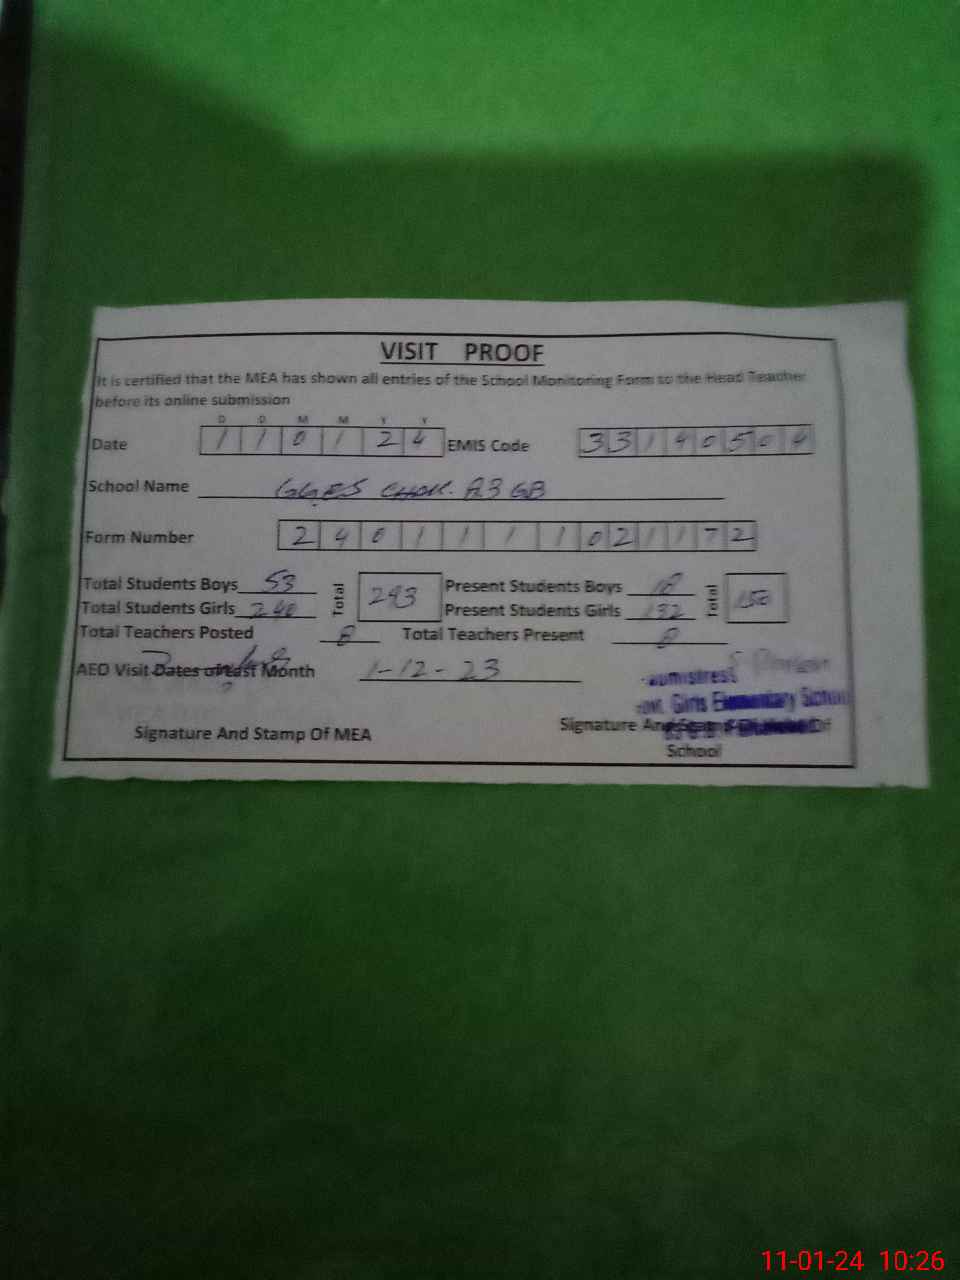 VISIT PROOF
It is certified that the MEA has shown all entries of the School Monitoring Form to the Head Teacher
before its online submission
D D M M Y Y
Date 1 1 0 1 2 4 EMIS Code 3 3 1 4 0 5 0 4
School Name GGES CHOK. 83 GB
Form Number 2 4 0 1 1 1 1 0 2 1 1 7 2
Total Students Boys 53 Total 293 Present Students Boys 18 Total 150
Total Students Girls 240 Present Students Girls 132
Total Teachers Posted 8 Total Teachers Present 8
AEO Visit Dates of Last Month 1-12-23
Govt. Girls Elementary School
Signature And Stamp Of MEA
Signature And Stamp Of
School
11-01-24 10:26